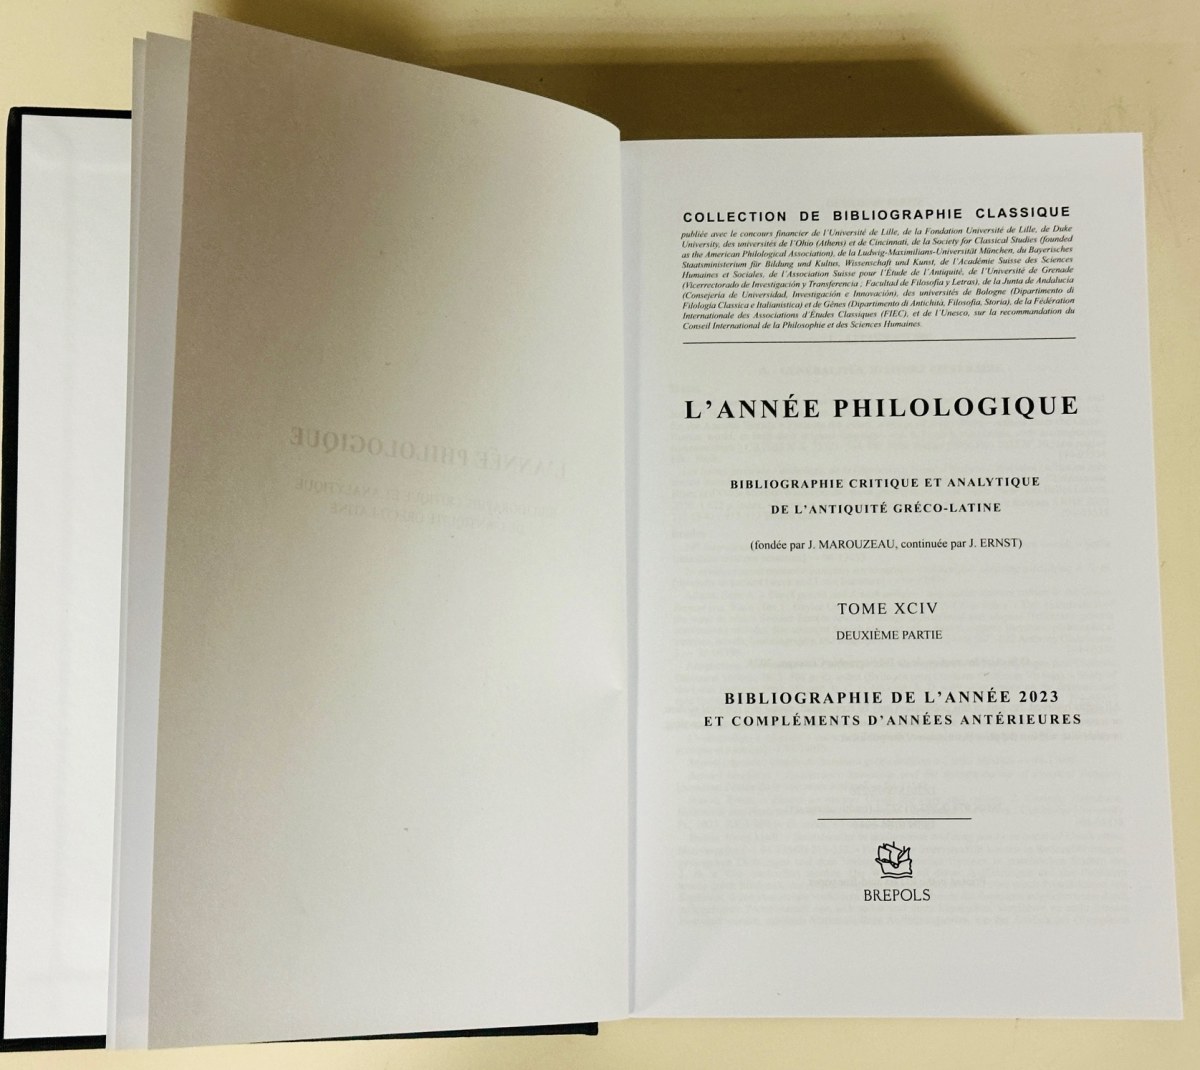 COLLECTION DE BIBLIOGRAPHIE CLASSIQUE
publiée avec le concours financier de l'Université de Lille, de la Fondation Université de Lille, de Duke
University, des universités de l'Ohio (Athens) et de Cincinnati, de la Society for Classical Studies (founded
as the American Philological Association), de la Ludwig-Maximilians-Universität München, du Bayerisches
Staatsministerium für Bildung und Kultus, Wissenschaft und Kunst, de l'Académie Suisse des Sciences
Humaines et Sociales, de l'Association Suisse pour l'Étude de l'Antiquité, de l'Université de Grenade
(Vicerrectorado de Investigación y Transferencia ; Facultad de Filosofía y Letras), de la Junta de Andalucía
(Consejería de Universidad, Investigación e Innovación), des universités de Bologne (Dipartimento di
Filologia Classica e Italianistica) et de Gênes (Dipartimento di Antichità, Filosofia, Storia), de la Fédération
Internationale des Associations d'Études Classiques (FIEC), et de l'Unesco, sur la recommandation du
Conseil International de la Philosophie et des Sciences Humaines.
L'ANNÉE PHILOLOGIQUE
BIBLIOGRAPHIE CRITIQUE ET ANALYTIQUE
DE L'ANTIQUITÉ GRÉCO-LATINE
(fondée par J. MAROUZEAU, continuée par J. ERNST)
TOME XCIV
DEUXIÈME PARTIE
BIBLIOGRAPHIE DE L'ANNÉE 2023
ET COMPLÉMENTS D'ANNÉES ANTÉRIEURES
BREPOLS